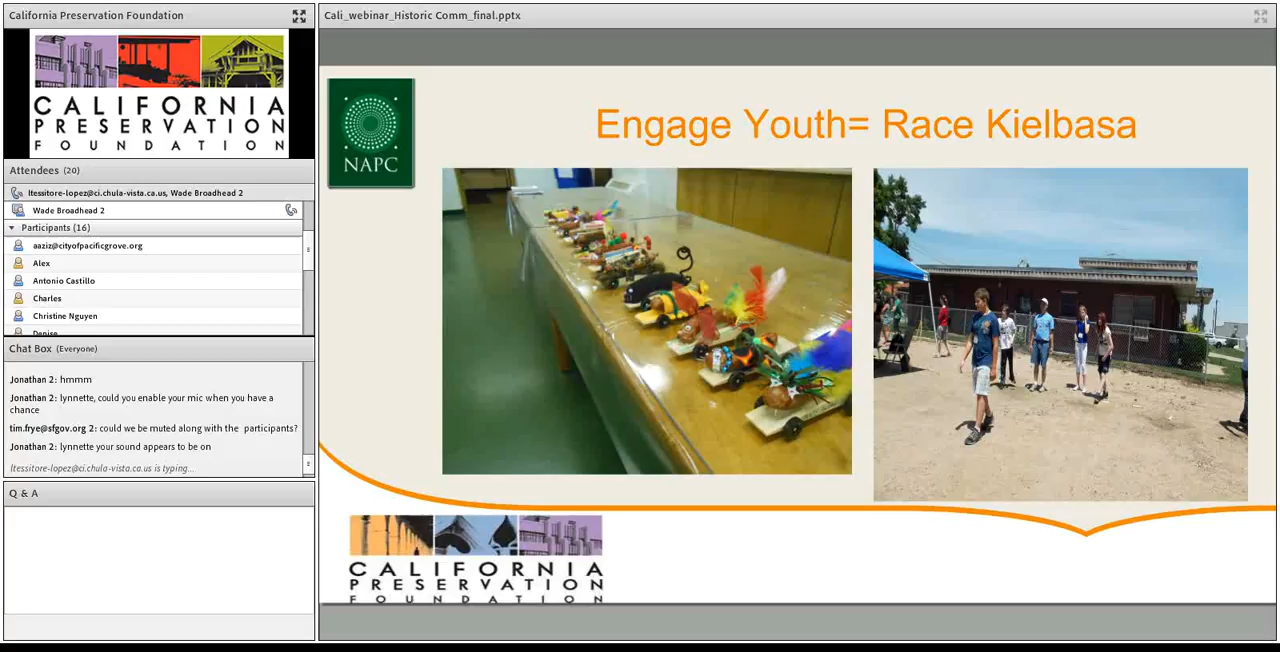 California Preservation Foundation
CALIFORNIA
PRESERVATION
FOUNDATION
Attendees (20)
ltessitore-lopez@ci.chula-vista.ca.us, Wade Broadhead 2
Wade Broadhead 2
Participants (16)
aaziz@cityofpacificgrove.org
Alex
Antonio Castillo
Charles
Christine Nguyen
Denise
Chat Box (Everyone)
Jonathan 2: hmmm
Jonathan 2: lynnette, could you enable your mic when you have a
chance
tim.frye@sfgov.org 2: could we be muted along with the participants?
Jonathan 2: lynnette your sound appears to be on
ltessitore-lopez@ci.chula-vista.ca.us is typing...
Q & A
Cali_webinar_Historic Comm_final.pptx
NAPC
Engage Youth= Race Kielbasa
CALIFORNIA
PRESERVATION
FOUNDATION